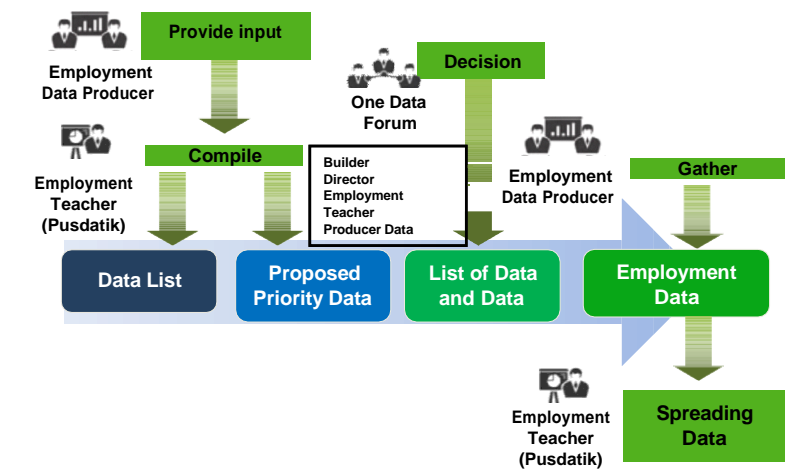 Provide input
Employment
Data Producer
Decision
One Data
Forum
Compile
Employment
Teacher
(Pusdatik)
Builder
Director
Employment
Teacher
Producer Data
Employment
Data Producer
Gather
Data List
Proposed
Priority Data
List of Data
and Data
Employment
Data
Employment
Teacher
(Pusdatik)
Spreading
Data